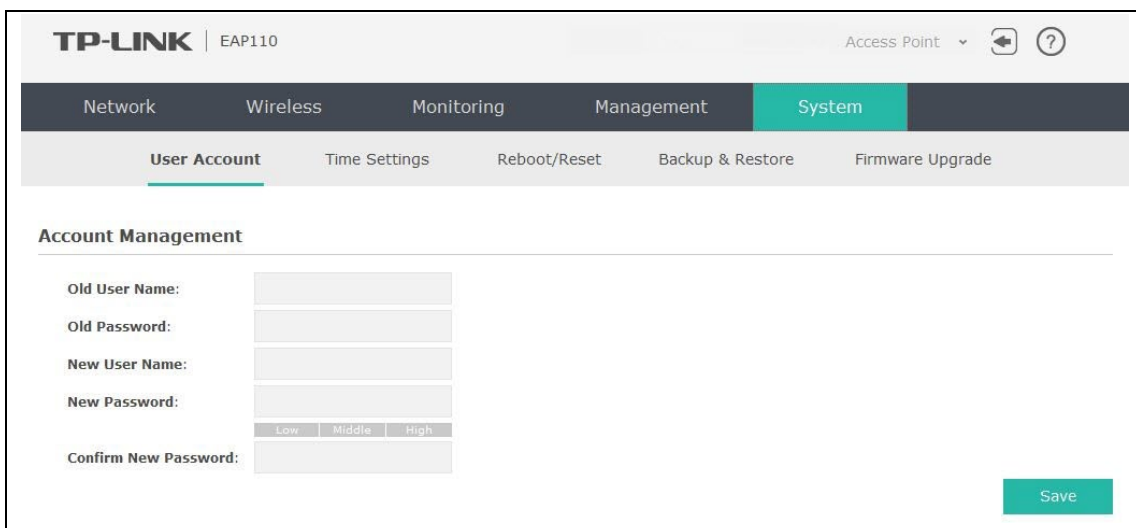 TP-LINK | EAP110
Access Point
?
Network Wireless Monitoring Management System
User Account Time Settings Reboot/Reset Backup & Restore Firmware Upgrade
Account Management
Old User Name:
Old Password:
New User Name:
New Password:
Low Middle High
Confirm New Password:
Save